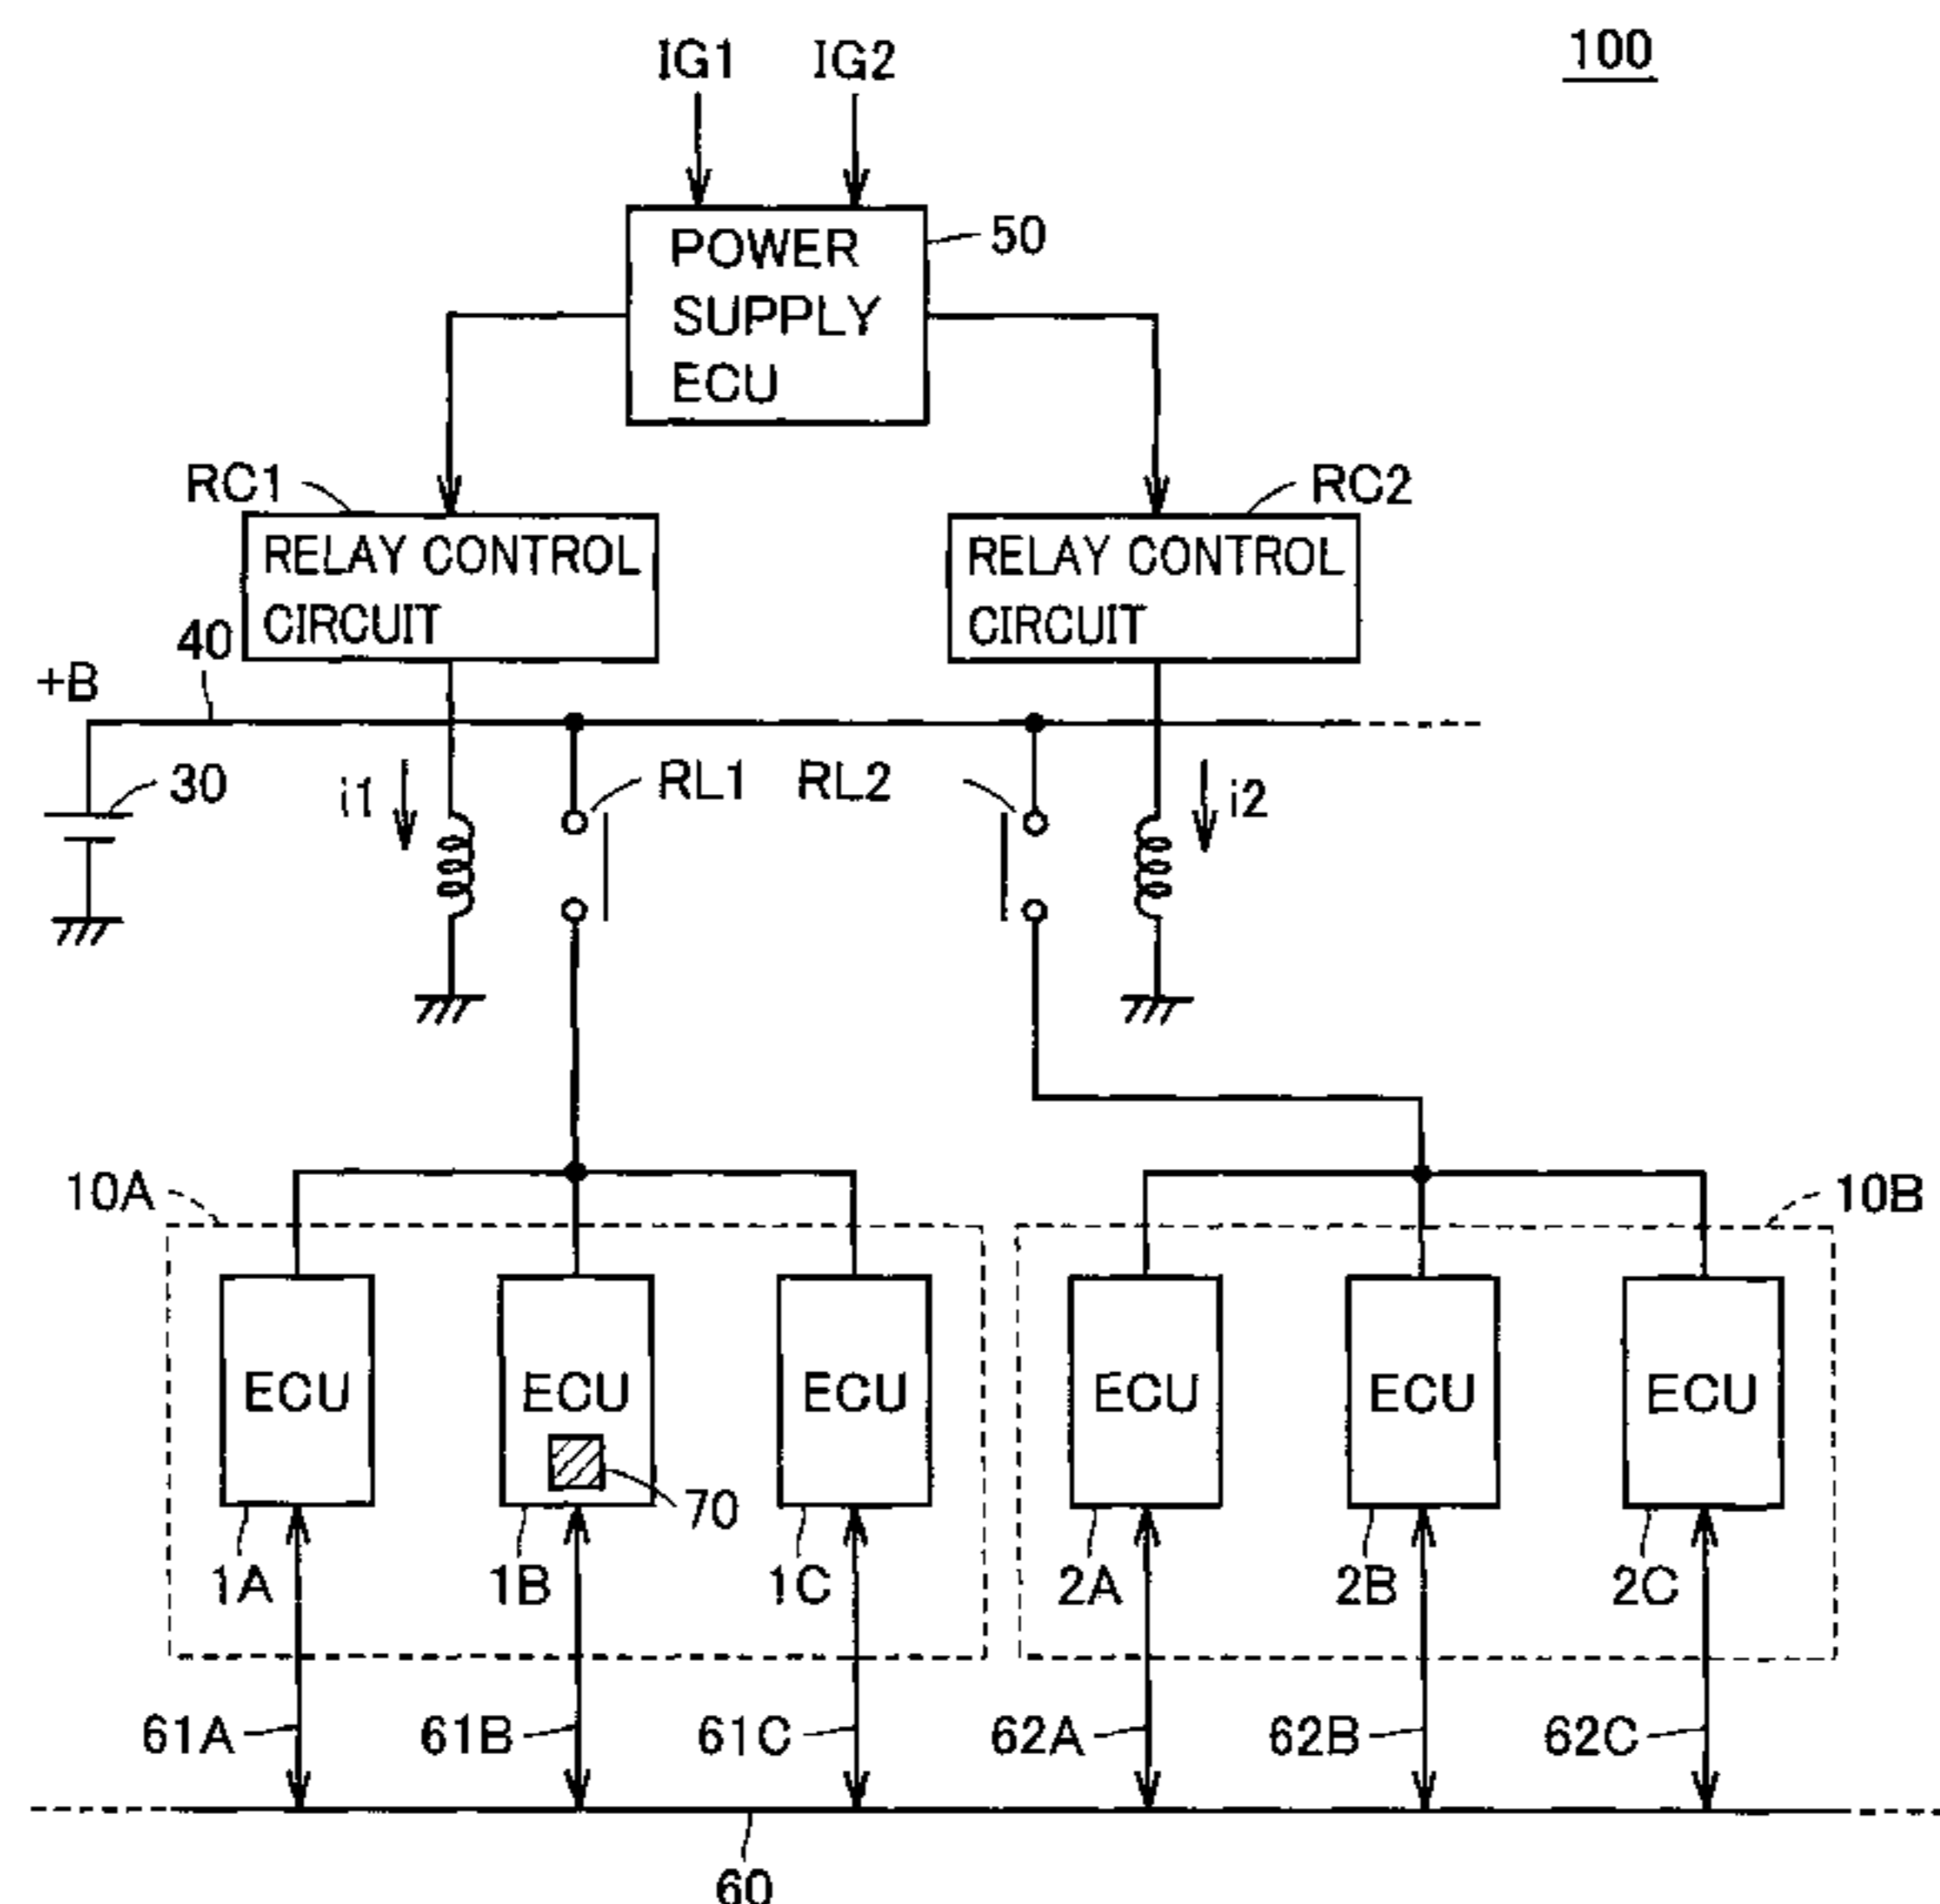 100
IG1 IG2
POWER
SUPPLY
ECU
50
RC1
RC2
RELAY CONTROL
CIRCUIT
RELAY CONTROL
CIRCUIT
40
+B
30
i1
RL1
RL2
i2
10A
10B
ECU
ECU
ECU
ECU
ECU
ECU
70
1A
1B
1C
2A
2B
2C
61A
61B
61C
62A
62B
62C
60